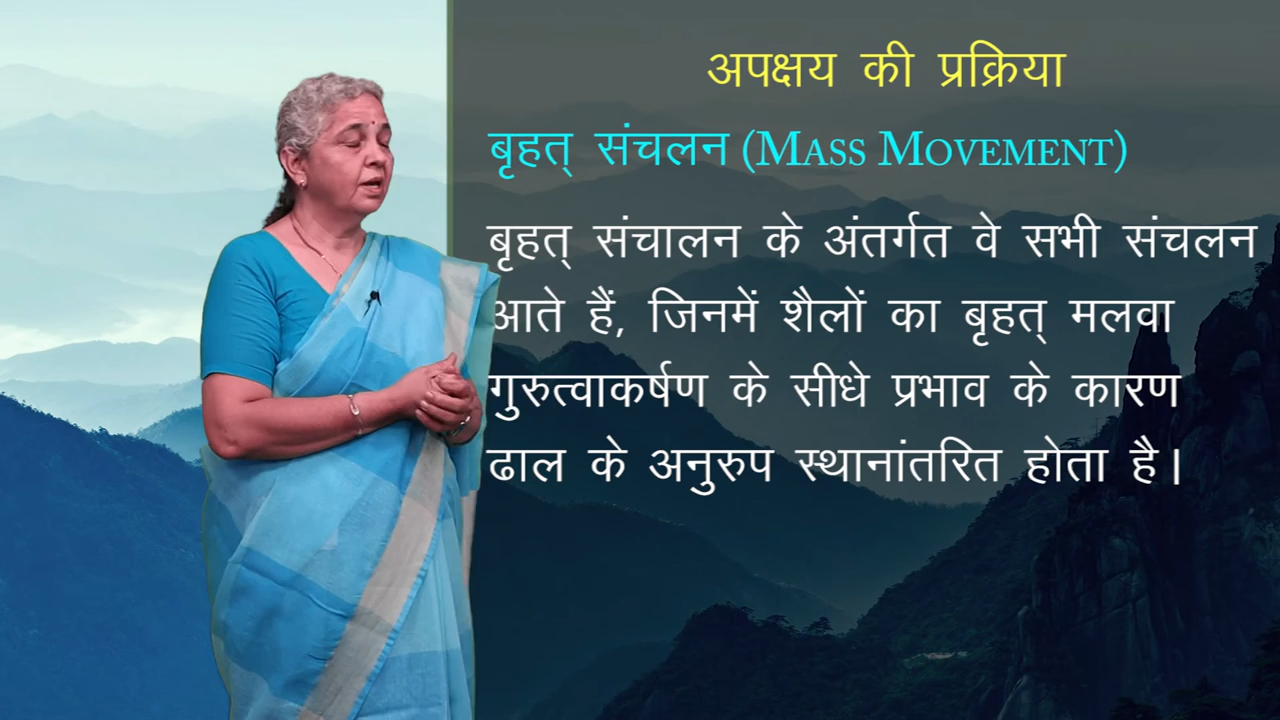 अपक्षय की प्रक्रिया
बृहत् संचलन (MASS MOVEMENT)
बृहत् संचालन के अंतर्गत वे सभी संचलन
आते हैं, जिनमें शैलों का बृहत् मलवा
गुरुत्वाकर्षण के सीधे प्रभाव के कारण
ढाल के अनुरुप स्थानांतरित होता है।